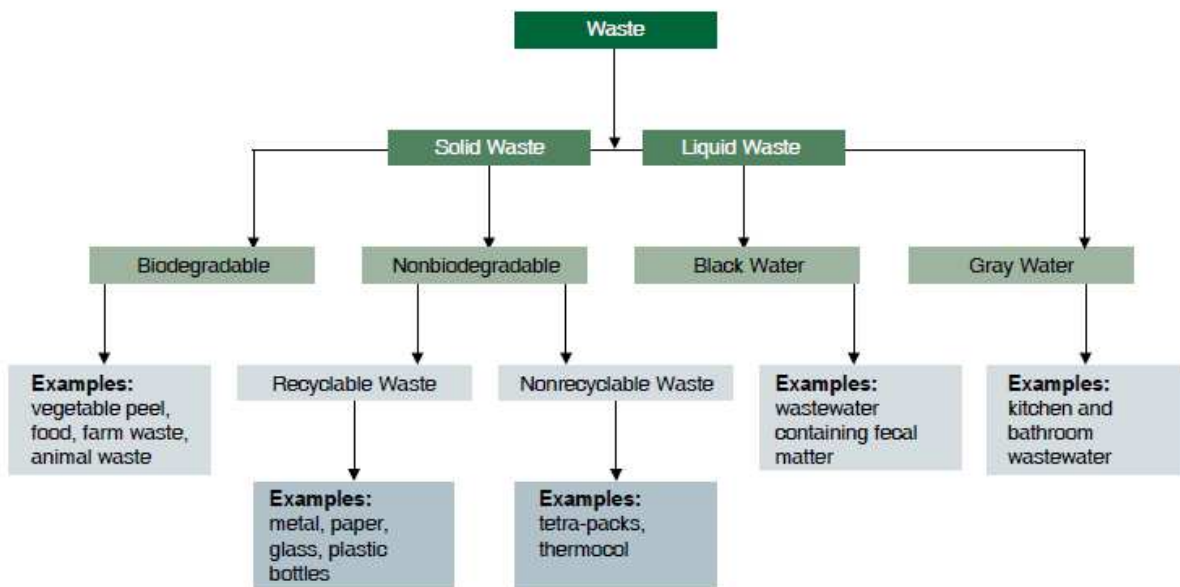 Waste
Solid Waste
Liquid Waste
Biodegradable
Nonbiodegradable
Black Water
Gray Water
Examples:
vegetable peel,
food, farm waste,
animal waste
Recyclable Waste
Nonrecyclable Waste
Examples:
wastewater
containing fecal
matter
Examples:
kitchen and
bathroom
wastewater
Examples:
metal, paper,
glass, plastic
bottles
Examples:
tetra-packs,
thermocol